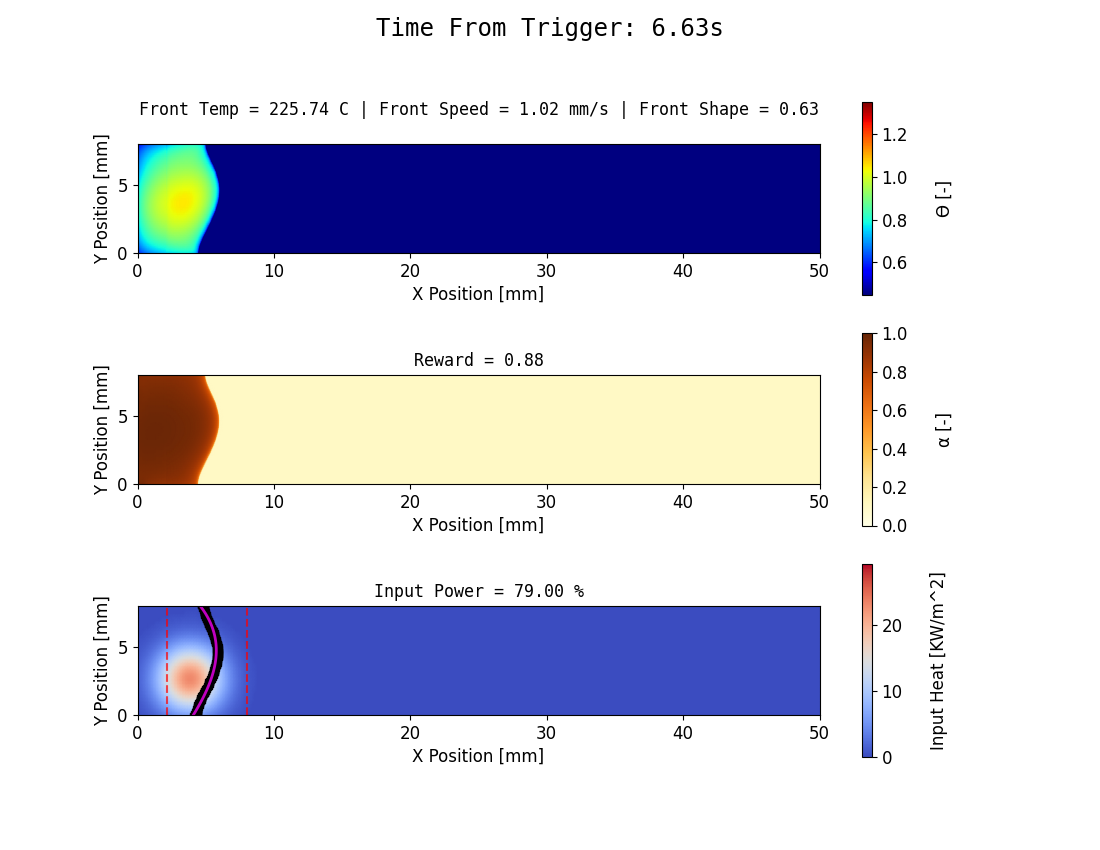 Time From Trigger: 6.63s
Front Temp = 225.74 C | Front Speed = 1.02 mm/s | Front Shape = 0.63
Y Position [mm]
5
0
0 10 20 30 40 50
X Position [mm]
1.2
1.0
0.8
0.6
Θ [-]
Reward = 0.88
Y Position [mm]
5
0
0 10 20 30 40 50
X Position [mm]
1.0
0.8
0.6
0.4
0.2
0.0
α [-]
Input Power = 79.00 %
Y Position [mm]
5
0
0 10 20 30 40 50
X Position [mm]
20
10
0
Input Heat [KW/m^2]